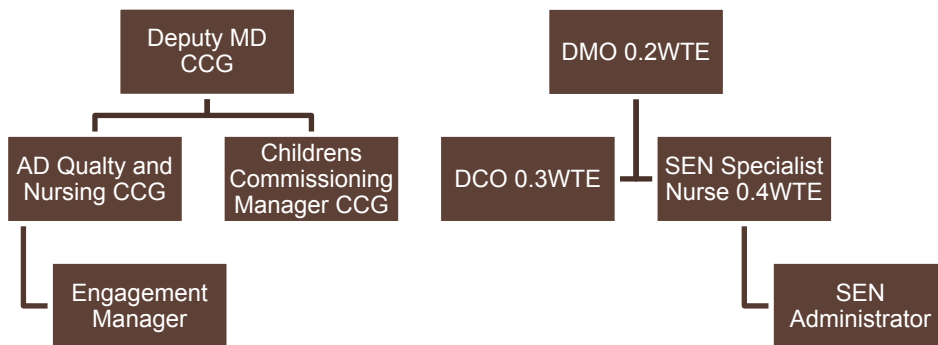 Deputy MD
CCG
DMO 0.2WTE
AD Qualty and
Nursing CCG
Childrens
Commissioning
Manager CCG
DCO 0.3WTE
SEN Specialist
Nurse 0.4WTE
Engagement
Manager
SEN
Administrator